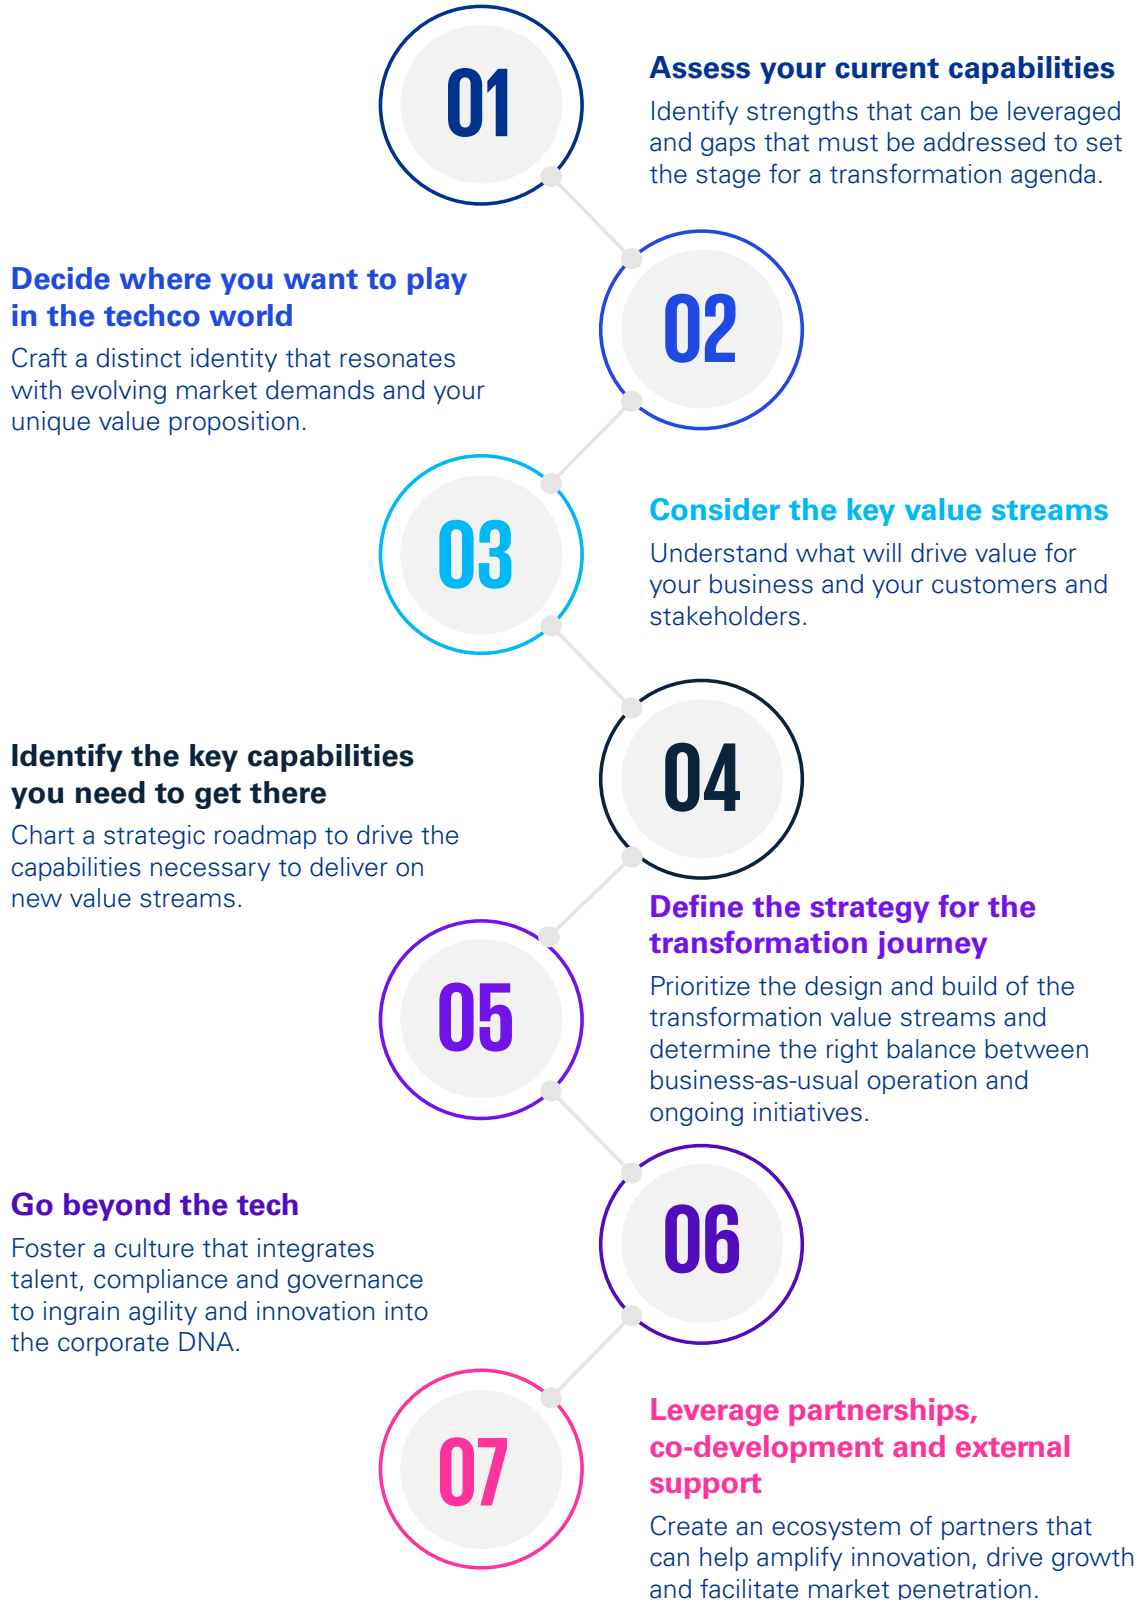 01
Assess your current capabilities
Identify strengths that can be leveraged
and gaps that must be addressed to set
the stage for a transformation agenda.
Decide where you want to play
in the techco world
Craft a distinct identity that resonates
with evolving market demands and your
unique value proposition.
02
03
Consider the key value streams
Understand what will drive value for
your business and your customers and
stakeholders.
Identify the key capabilities
you need to get there
Chart a strategic roadmap to drive the
capabilities necessary to deliver on
new value streams.
04
05
Define the strategy for the
transformation journey
Prioritize the design and build of the
transformation value streams and
determine the right balance between
business-as-usual operation and
ongoing initiatives.
Go beyond the tech
Foster a culture that integrates
talent, compliance and governance
to ingrain agility and innovation into
the corporate DNA.
06
07
Leverage partnerships,
co-development and external
support
Create an ecosystem of partners that
can help amplify innovation, drive growth
and facilitate market penetration.